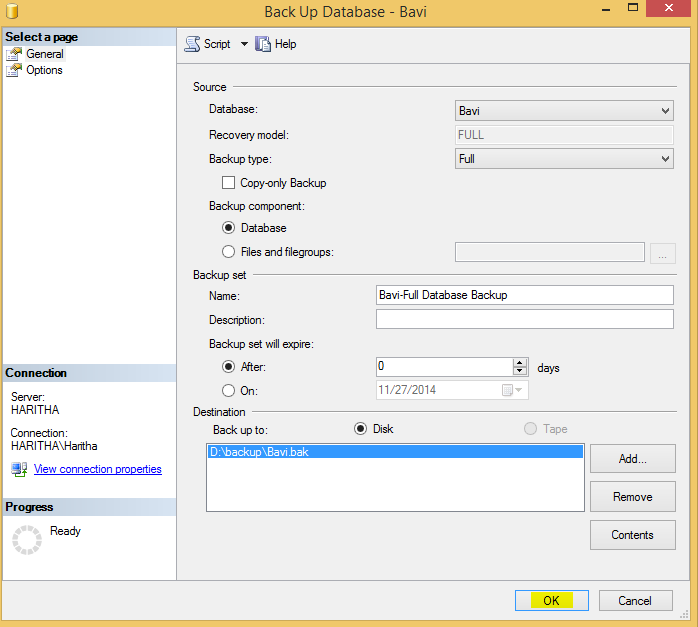 Back Up Database - Bavi
Select a page
General
Options
Script
Help
Source
Database:
Bavi
Recovery model:
FULL
Backup type:
Full
Copy-only Backup
Backup component:
Database
Files and filegroups:
...
Backup set
Name:
Bavi-Full Database Backup
Description:
Backup set will expire:
After:
0
days
On:
11/27/2014
Destination
Back up to:
Disk
Tape
D:\backup\Bavi.bak
Add...
Remove
Contents
Connection
Server:
HARITHA
Connection:
HARITHA\Haritha
View connection properties
Progress
Ready
OK
Cancel